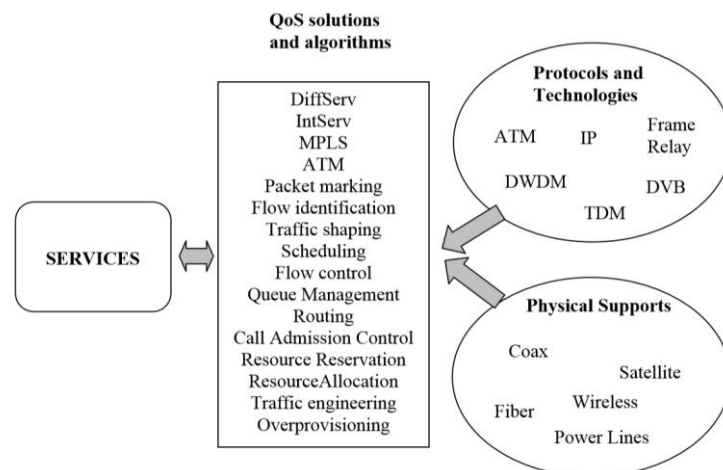 QoS solutions
and algorithms
SERVICES
DiffServ
IntServ
MPLS
ATM
Packet marking
Flow identification
Traffic shaping
Scheduling
Flow control
Queue Management
Routing
Call Admission Control
Resource Reservation
ResourceAllocation
Traffic engineering
Overprovisioning
Protocols and
Technologies
ATM
IP
Frame
Relay
DWDM
DVB
TDM
Physical Supports
Coax
Satellite
Wireless
Fiber
Power Lines